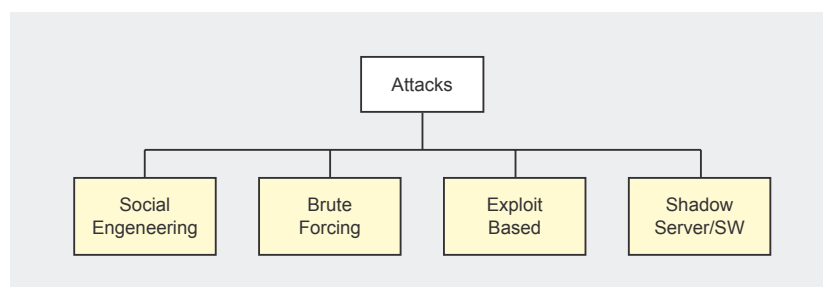 Attacks
Social
Engeneering
Brute
Forcing
Exploit
Based
Shadow
Server/SW